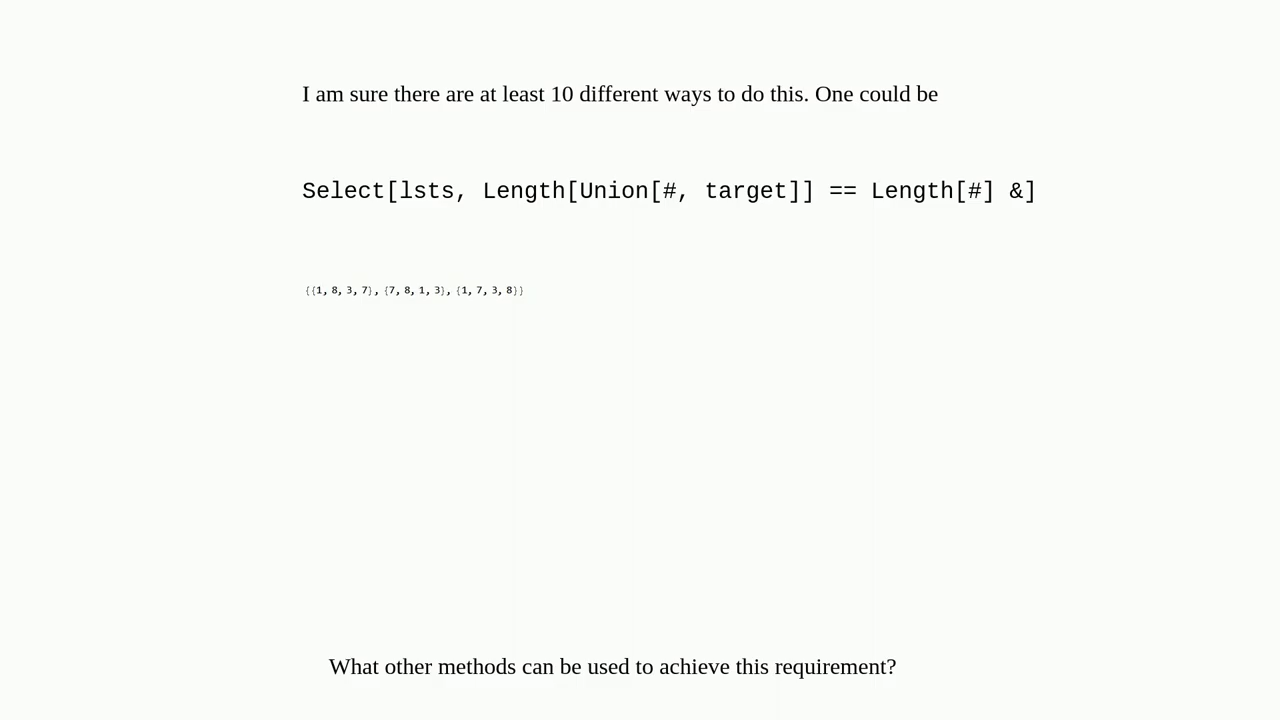 I am sure there are at least 10 different ways to do this. One could be
Select[lsts, Length[Union[#, target]] == Length[#] &]
{{1, 8, 3, 7}, {7, 8, 1, 3}, {1, 7, 3, 8}}
What other methods can be used to achieve this requirement?